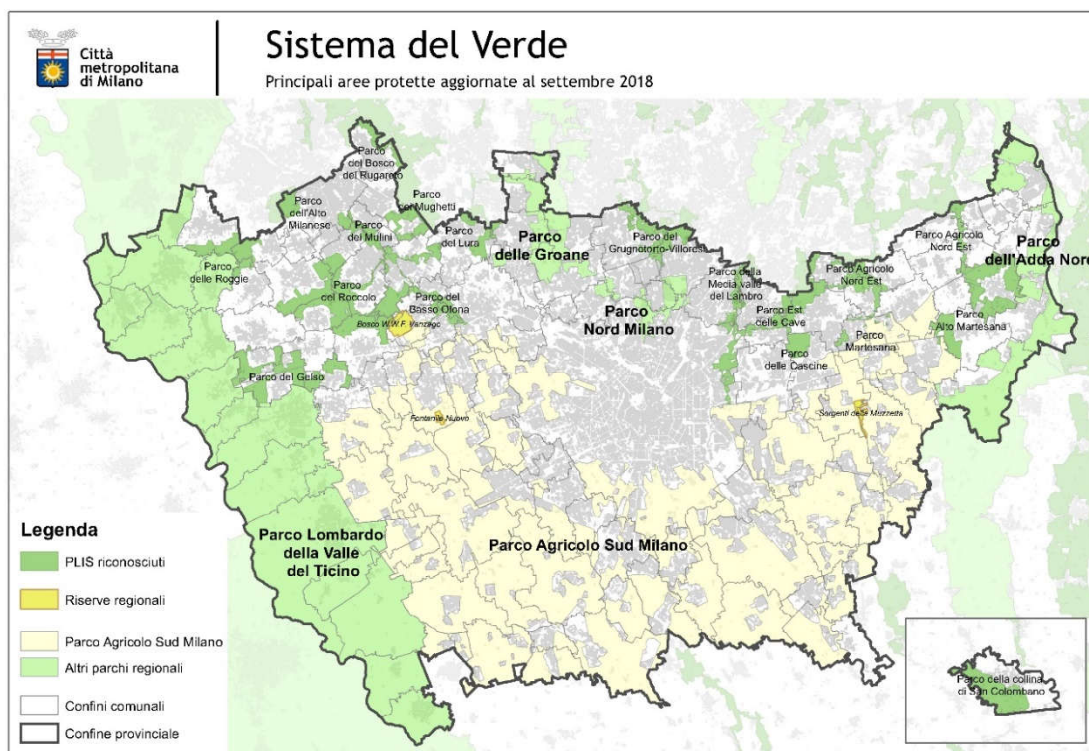 Città
metropolitana
di Milano
Sistema del Verde
Principali aree protette aggiornate al settembre 2018
Parco
del Bosco
del Rugareto
Parco
dei Mughetti
Parco
dell'Alto
Milanese
Parco
dei Mulini
Parco
del Lura
Parco
delle Groane
Parco del
Grugnotorto-Villoresi
Parco Agricolo
Nord Est
Parco
dell'Adda Nord
Parco
delle Roggie
Parco
del Roccolo
Parco del
Basso Olona
Bosco W.W.F. Vanzago
Parco
Nord Milano
Parco della
Media valle
del Lambro
Parco Agricolo
Nord Est
Parco Est
delle Cave
Parco
Martesana
Parco
Alto Martesana
Parco
delle Cascine
Parco del Gelso
Fontanile Nuovo
Sorgenti della Muzzetta
Parco Lombardo
della Valle
del Ticino
Parco Agricolo Sud Milano
Legenda
PLIS riconosciuti
Riserve regionali
Parco Agricolo Sud Milano
Altri parchi regionali
Confini comunali
Confine provinciale
Parco della collina
di San Colombano